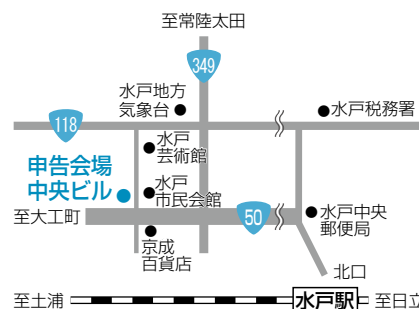 至常陸太田
349
水戸地方
気象台
水戸税務署
118
水戸
芸術館
申告会場
中央ビル
水戸
市民会館
至大工町
50
水戸中央
郵便局
京成
百貨店
北口
至土浦
水戸駅
至日立